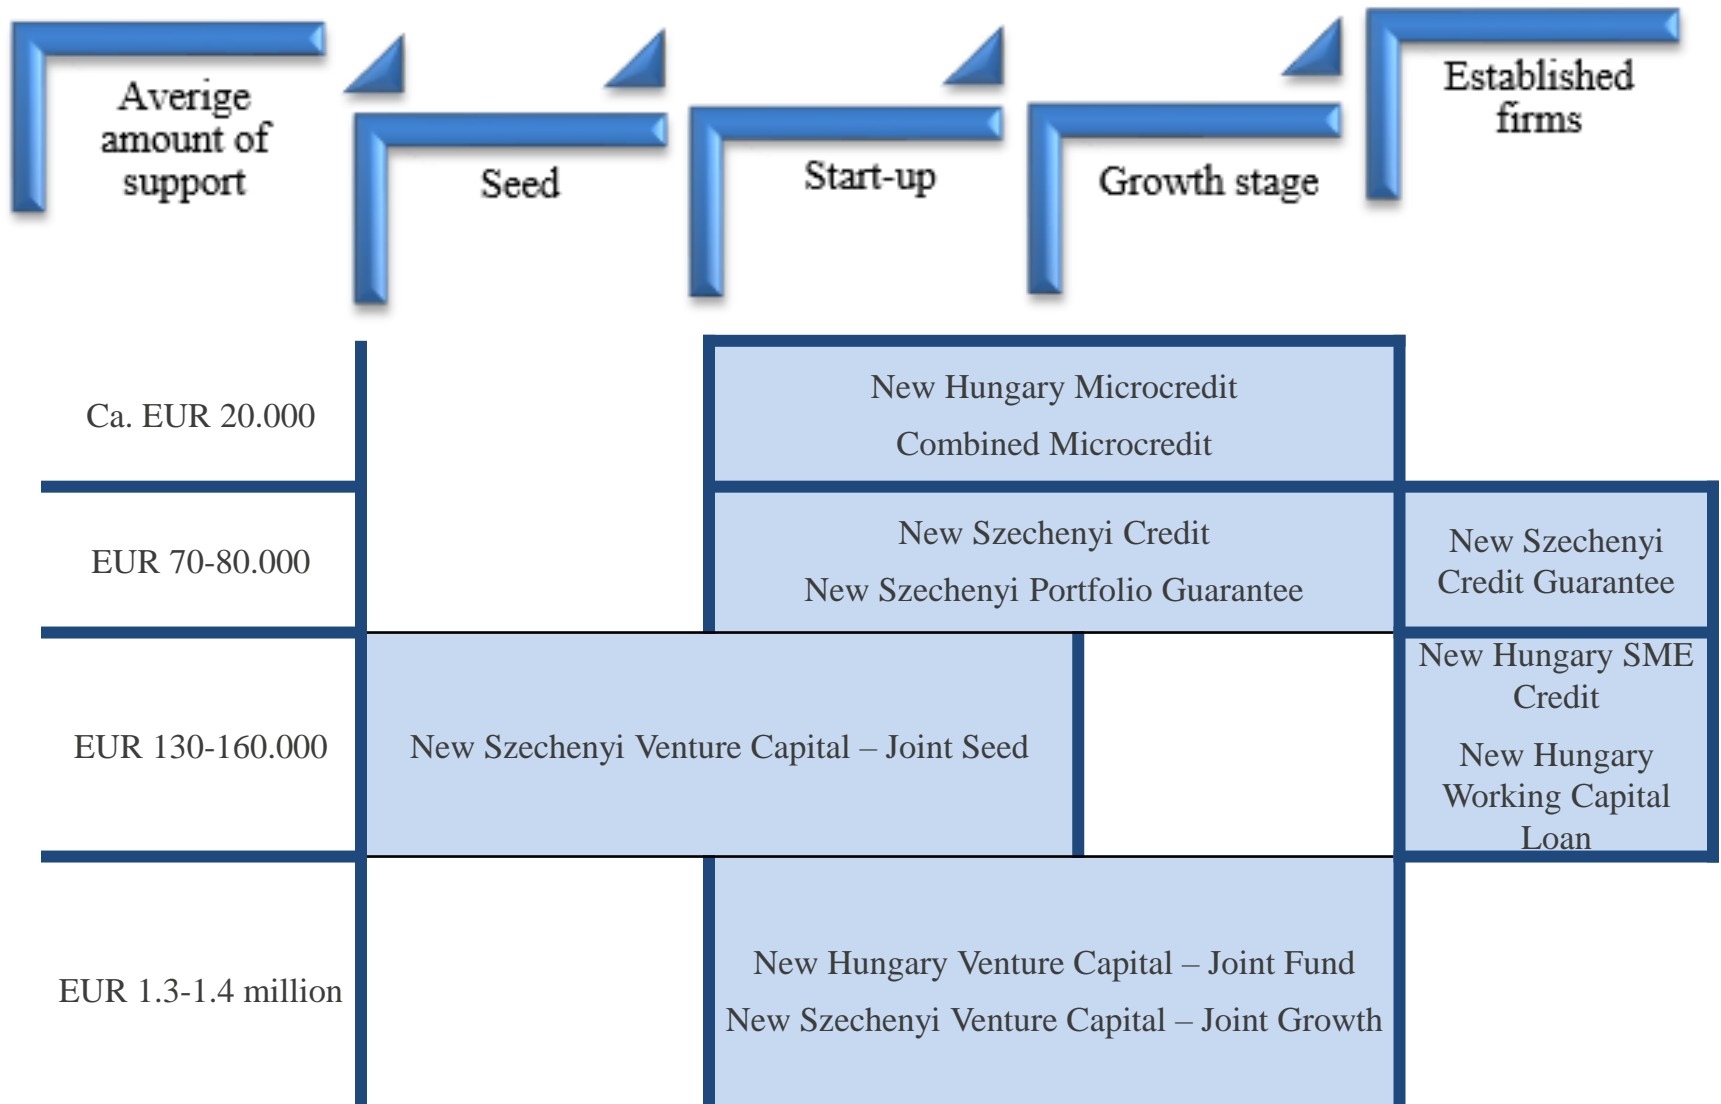 Averige
amount of
support
Seed
Start-up
Growth stage
Established
firms
Ca. EUR 20.000
New Hungary Microcredit
Combined Microcredit
EUR 70-80.000
New Szechenyi Credit
New Szechenyi Portfolio Guarantee
New Szechenyi
Credit Guarantee
EUR 130-160.000
New Szechenyi Venture Capital – Joint Seed
New Hungary SME
Credit
New Hungary
Working Capital
Loan
EUR 1.3-1.4 million
New Hungary Venture Capital – Joint Fund
New Szechenyi Venture Capital – Joint Growth